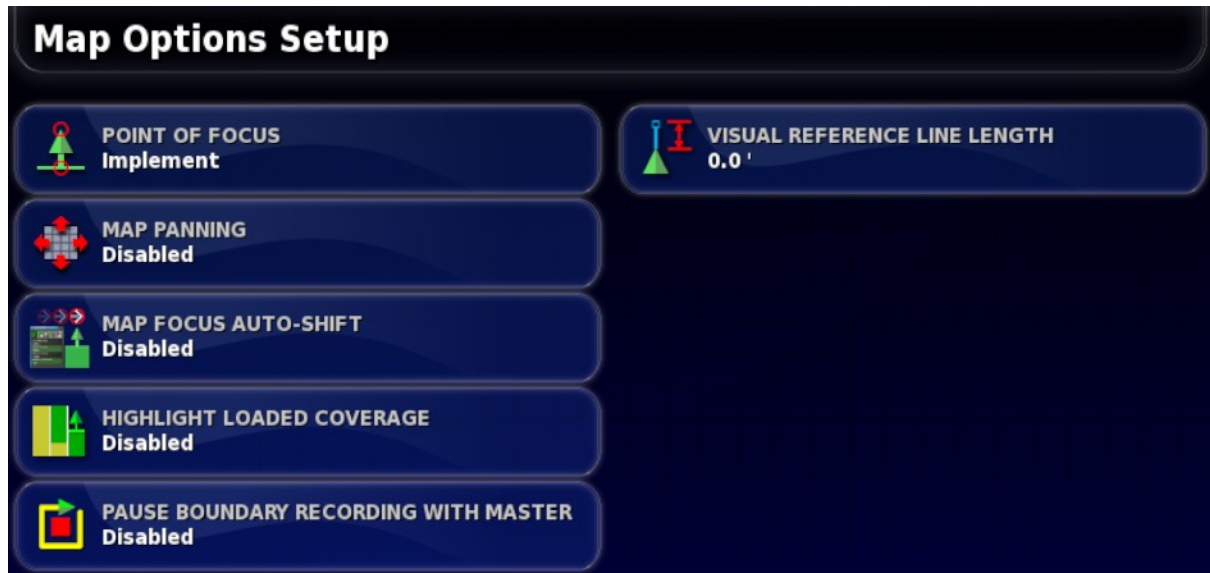 Map Options Setup
POINT OF FOCUS
Implement
MAP PANNING
Disabled
MAP FOCUS AUTO-SHIFT
Disabled
HIGHLIGHT LOADED COVERAGE
Disabled
PAUSE BOUNDARY RECORDING WITH MASTER
Disabled
VISUAL REFERENCE LINE LENGTH
0.0 '